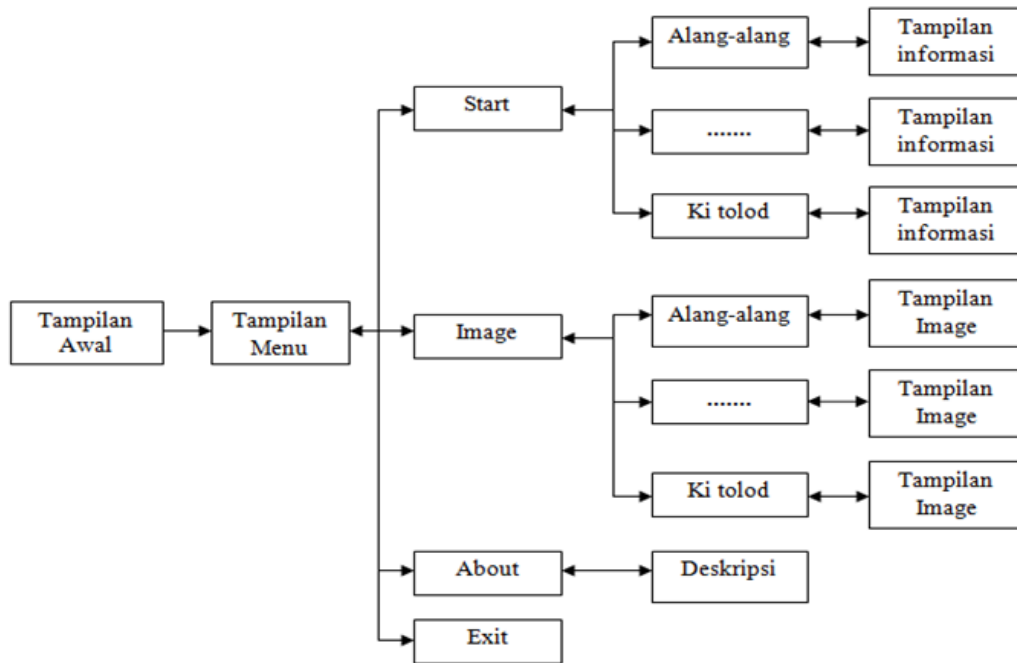 Alang-alang
Tampilan
informasi
Start
.......
Tampilan
informasi
Ki tolod
Tampilan
informasi
Tampilan
Awal
Tampilan
Menu
Image
Alang-alang
Tampilan
Image
.......
Tampilan
Image
Ki tolod
Tampilan
Image
About
Deskripsi
Exit